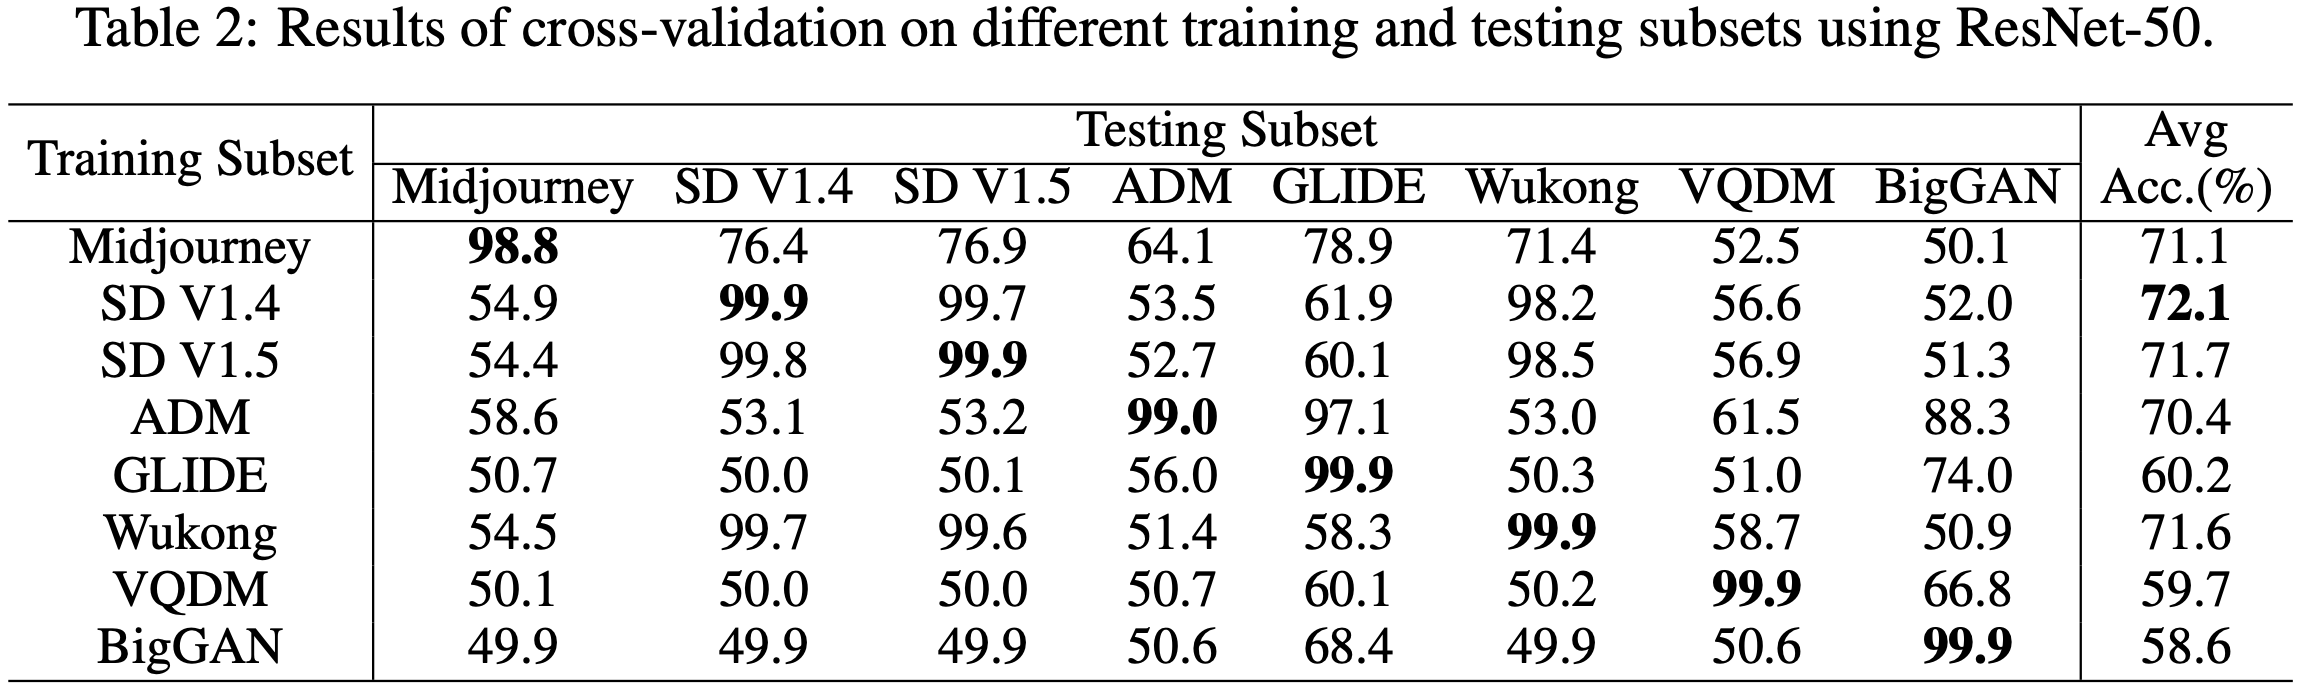 Table 2: Results of cross-validation on different training and testing subsets using ResNet-50.
Training Subset Testing Subset Avg Acc.(%)
Midjourney SD V1.4 SD V1.5 ADM GLIDE Wukong VQDM BigGAN
Midjourney 98.8 76.4 76.9 64.1 78.9 71.4 52.5 50.1 71.1
SD V1.4 54.9 99.9 99.7 53.5 61.9 98.2 56.6 52.0 72.1
SD V1.5 54.4 99.8 99.9 52.7 60.1 98.5 56.9 51.3 71.7
ADM 58.6 53.1 53.2 99.0 97.1 53.0 61.5 88.3 70.4
GLIDE 50.7 50.0 50.1 56.0 99.9 50.3 51.0 74.0 60.2
Wukong 54.5 99.7 99.6 51.4 58.3 99.9 58.7 50.9 71.6
VQDM 50.1 50.0 50.0 50.7 60.1 50.2 99.9 66.8 59.7
BigGAN 49.9 49.9 49.9 50.6 68.4 49.9 50.6 99.9 58.6